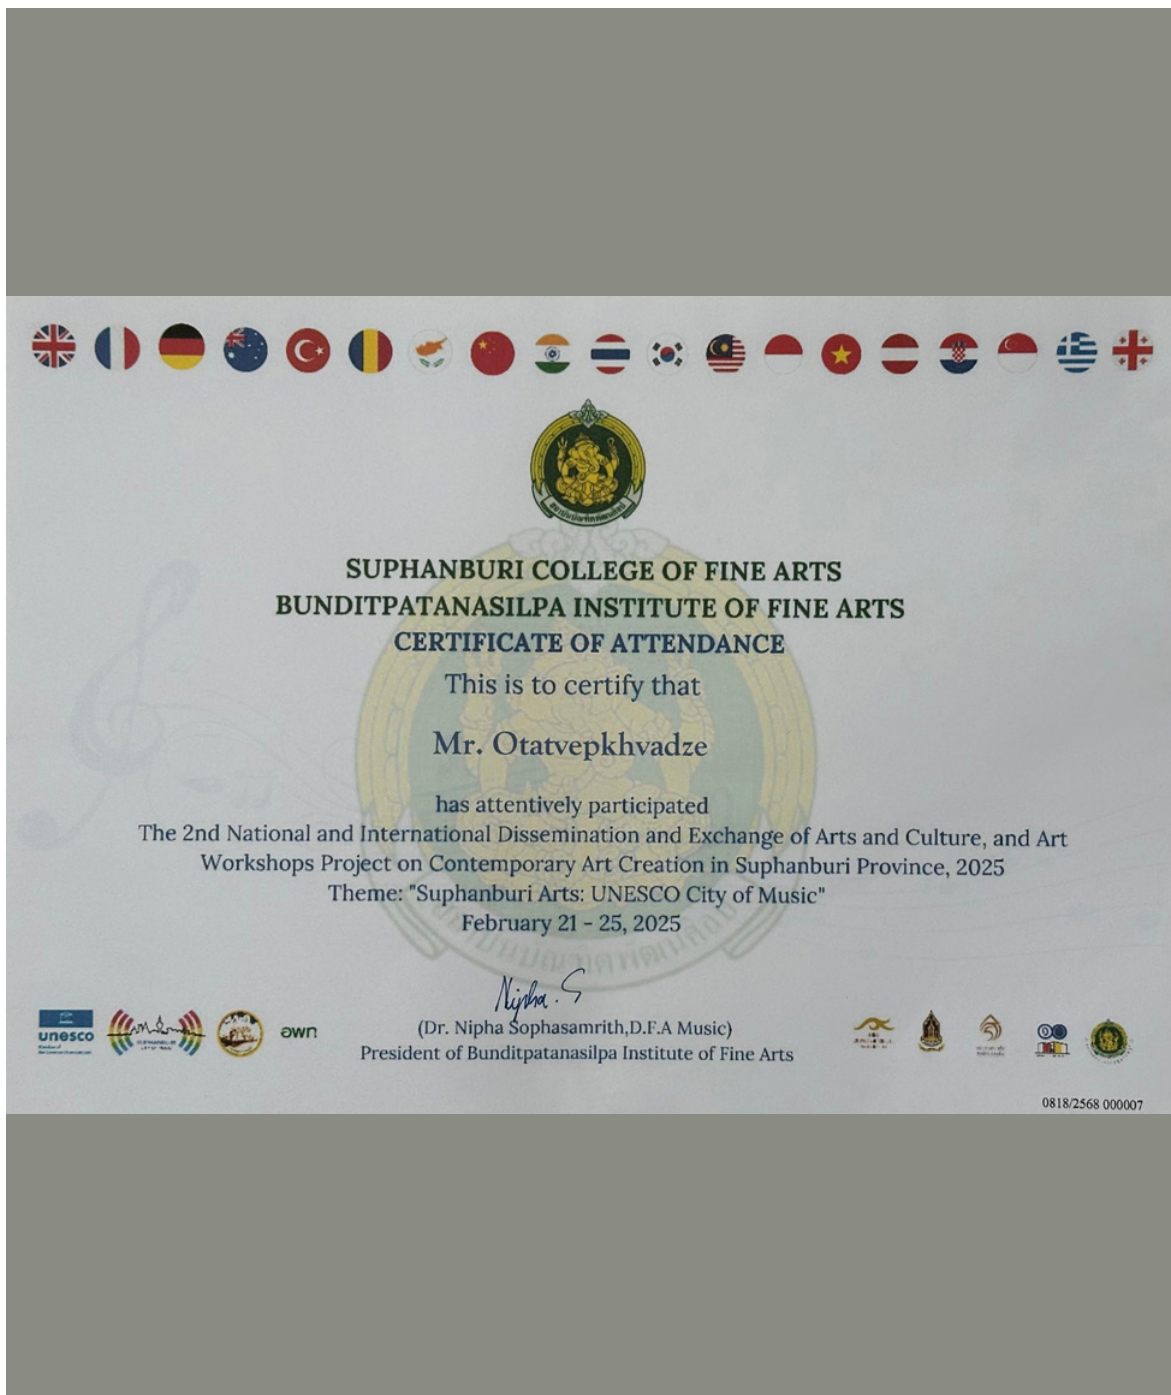 SUPHANBURI COLLEGE OF FINE ARTS
BUNDITPATANASILPA INSTITUTE OF FINE ARTS
CERTIFICATE OF ATTENDANCE
This is to certify that
Mr. Otatvepkhvadze
has attentively participated
The 2nd National and International Dissemination and Exchange of Arts and Culture, and Art
Workshops Project on Contemporary Art Creation in Suphanburi Province, 2025
Theme: "Suphanburi Arts: UNESCO City of Music"
February 21 - 25, 2025
Nipha. S
(Dr. Nipha Sophasamrith,D.F.A Music)
President of Bunditpatanasilpa Institute of Fine Arts
unesco
SUPHANBURI
อพท
0818/2568 000007